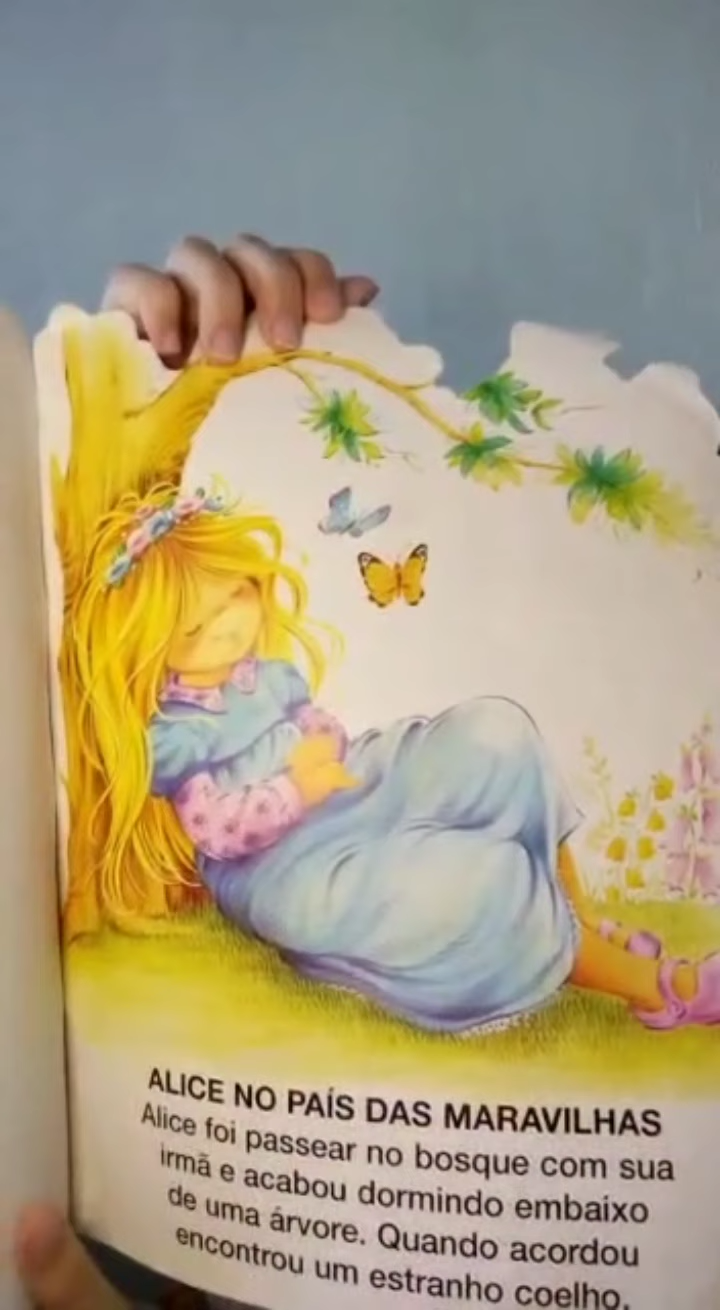 ALICE NO PAÍS DAS MARAVILHAS
Alice foi passear no bosque com sua
irmã e acabou dormindo embaixo
de uma árvore. Quando acordou
encontrou um estranho coelho.